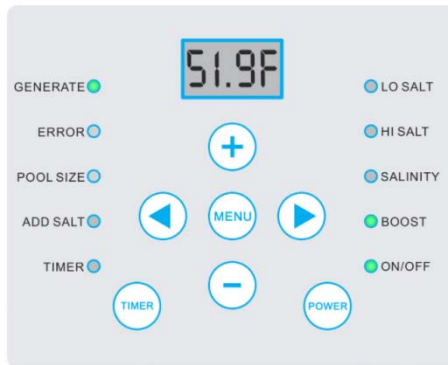 51.9F
GENERATE
ERROR
POOL SIZE
ADD SALT
TIMER
LO SALT
HI SALT
SALINITY
BOOST
ON/OFF
+
MENU
−
TIMER
POWER